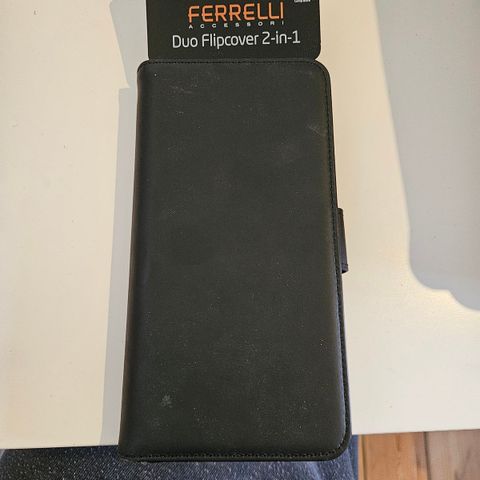 FERRELLI
ACCESSORI
Duo Flipcover 2-in-1